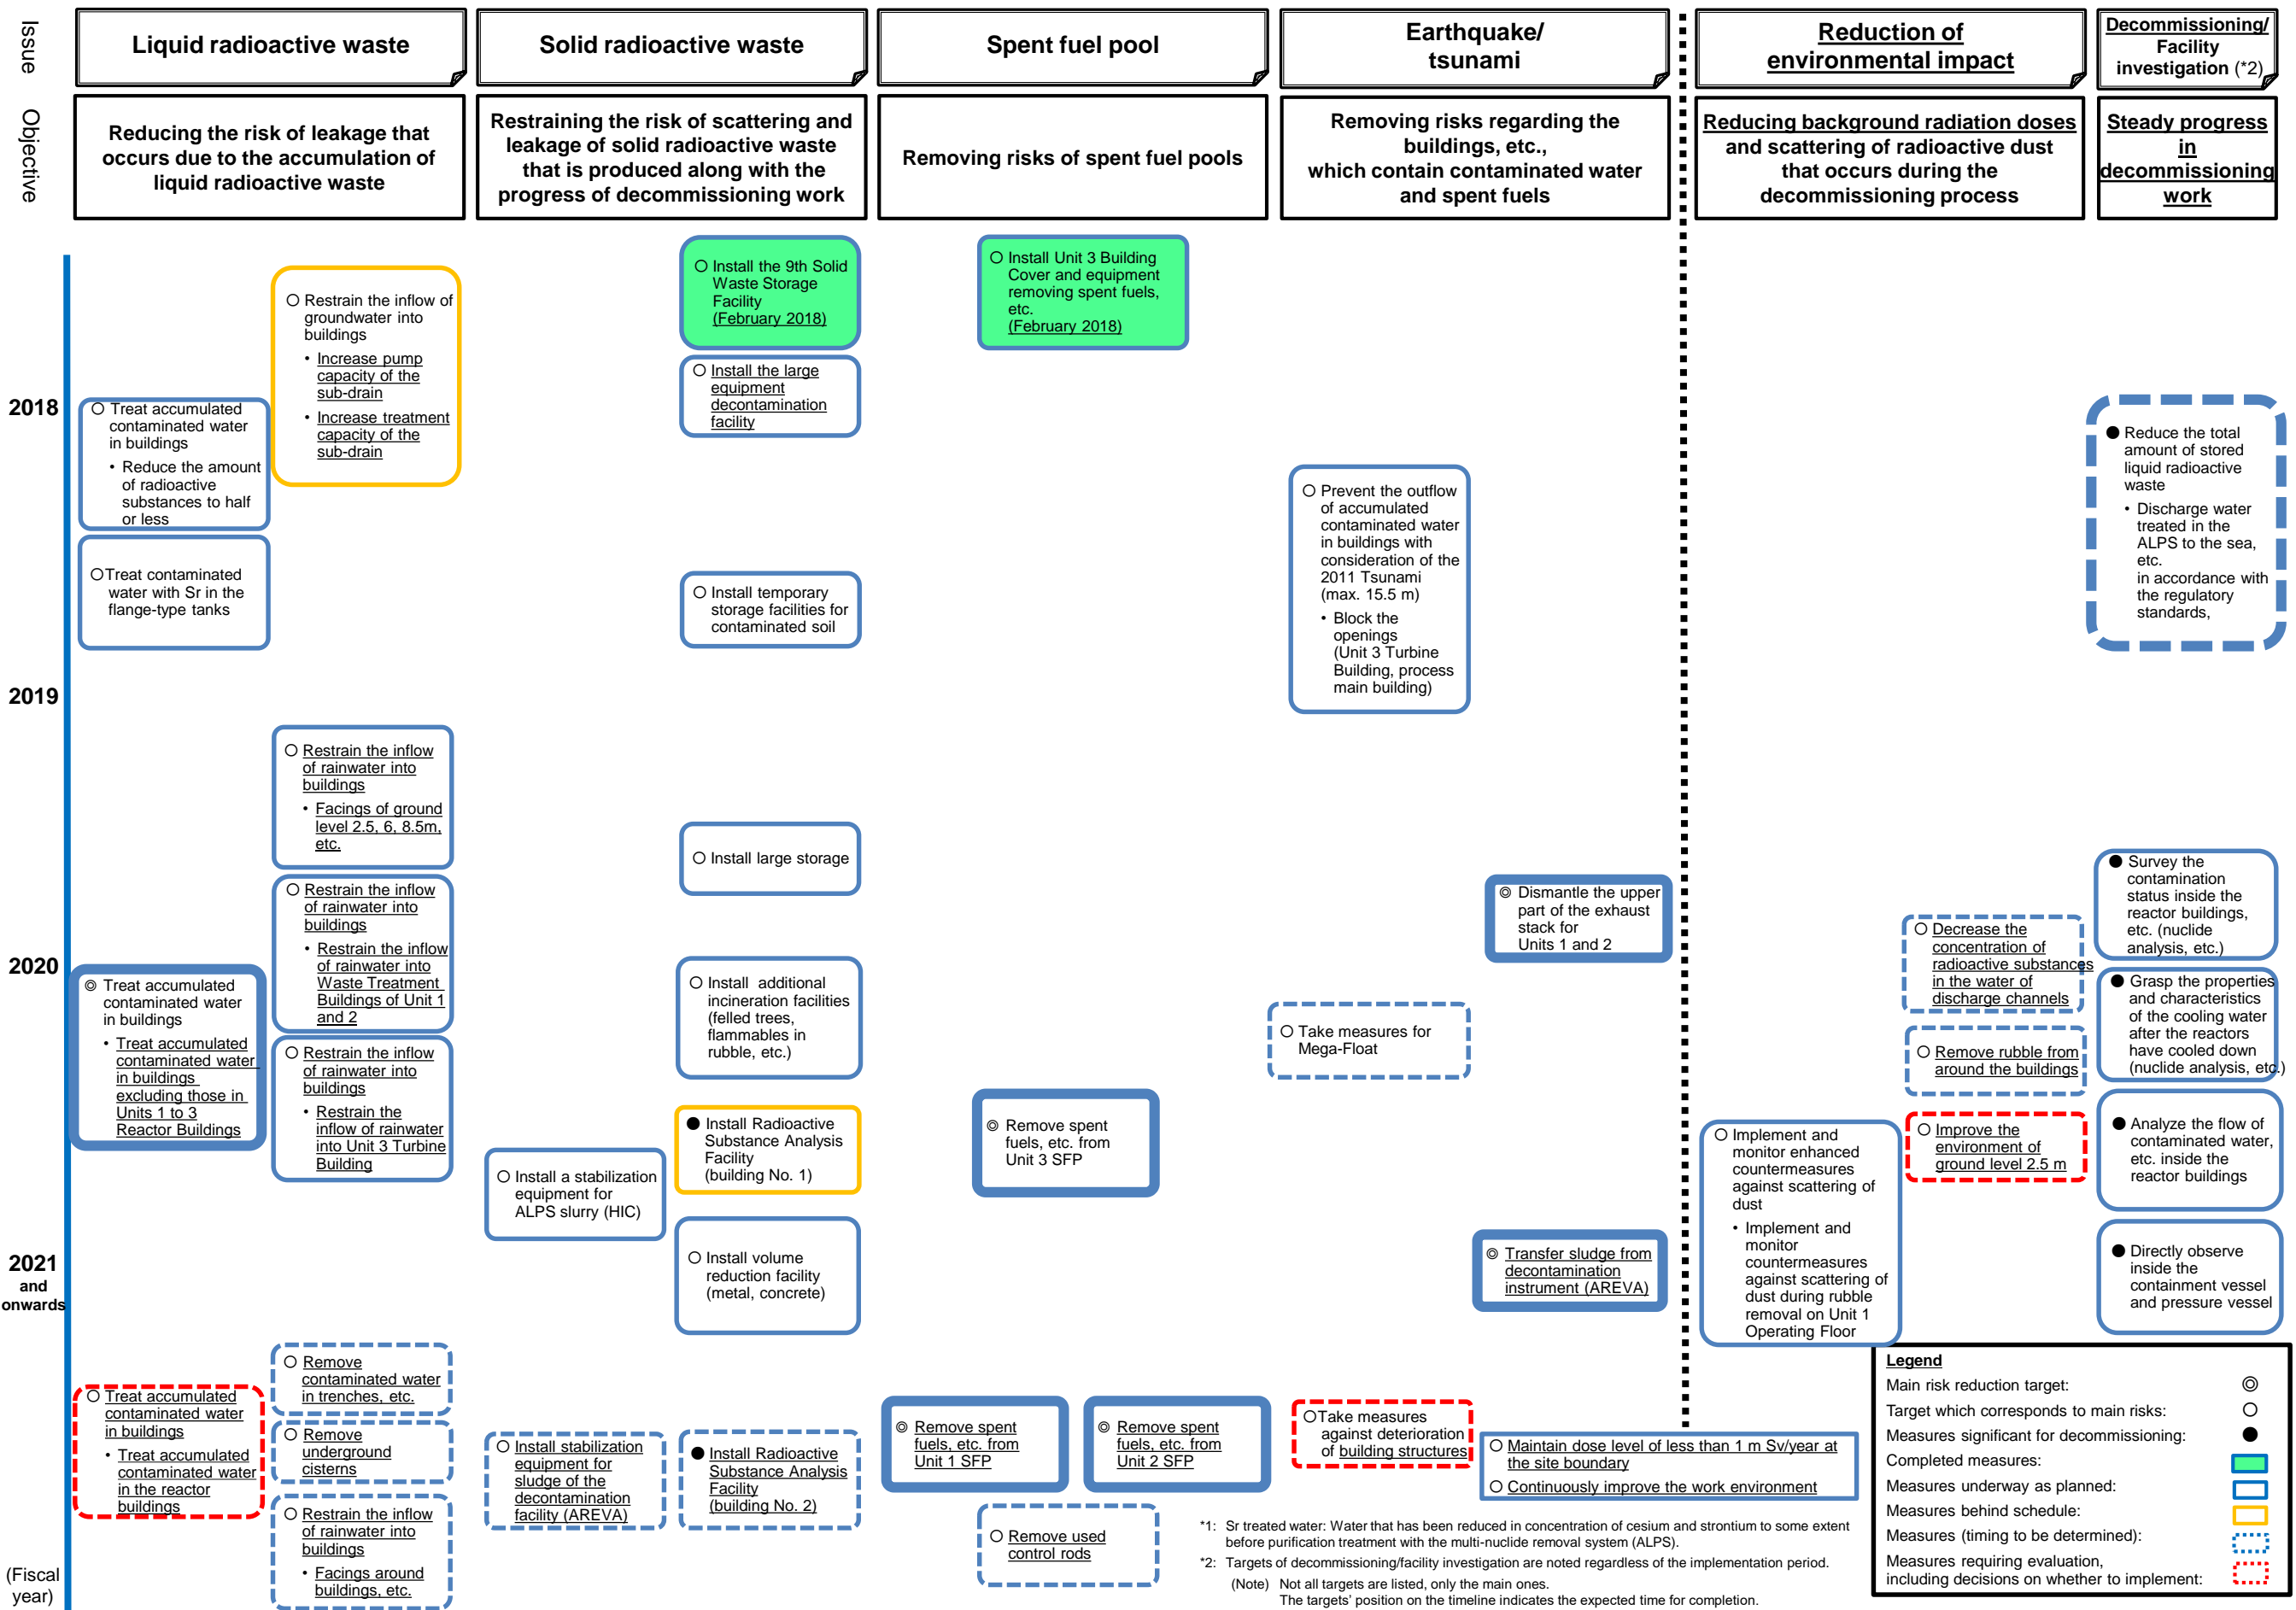 Issue
Liquid radioactive waste
Solid radioactive waste
Spent fuel pool
Earthquake/
tsunami
Reduction of
environmental impact
Decommissioning/
Facility
investigation (*2)
Objective
Reducing the risk of leakage that
occurs due to the accumulation of
liquid radioactive waste
Restraining the risk of scattering and
leakage of solid radioactive waste
that is produced along with the
progress of decommissioning work
Removing risks of spent fuel pools
Removing risks regarding the
buildings, etc.,
which contain contaminated water
and spent fuels
Reducing background radiation doses
and scattering of radioactive dust
that occurs during the
decommissioning process
Steady progress
in
decommissioning
work
2018
2019
2020
2021
and
onwards
(Fiscal
year)
○ Restrain the inflow of
groundwater into
buildings
• Increase pump
capacity of the
sub-drain
• Increase treatment
capacity of the
sub-drain
○ Treat accumulated
contaminated water
in buildings
• Reduce the amount
of radioactive
substances to half
or less
○Treat contaminated
water with Sr in the
flange-type tanks
○ Restrain the inflow
of rainwater into
buildings
• Facings of ground
level 2.5, 6, 8.5m,
etc.
○ Restrain the inflow
of rainwater into
buildings
• Restrain the inflow
of rainwater into
Waste Treatment
Buildings of Unit 1
and 2
◎ Treat accumulated
contaminated water
in buildings
• Treat accumulated
contaminated water
in buildings
excluding those in
Units 1 to 3
Reactor Buildings
○ Restrain the inflow
of rainwater into
buildings
• Restrain the
inflow of rainwater
into Unit 3 Turbine
Building
○ Remove
contaminated water
in trenches, etc.
○ Treat accumulated
contaminated water
in buildings
• Treat accumulated
contaminated water
in the reactor
buildings
○ Remove
underground
cisterns
○ Restrain the inflow
of rainwater into
buildings
• Facings around
buildings, etc.
○ Install the 9th Solid
Waste Storage
Facility
(February 2018)
○ Install the large
equipment
decontamination
facility
○ Install temporary
storage facilities for
contaminated soil
○ Install large storage
○ Install additional
incineration facilities
(felled trees,
flammables in
rubble, etc.)
● Install Radioactive
Substance Analysis
Facility
(building No. 1)
○ Install a stabilization
equipment for
ALPS slurry (HIC)
○ Install volume
reduction facility
(metal, concrete)
○ Install stabilization
equipment for
sludge of the
decontamination
facility (AREVA)
● Install Radioactive
Substance Analysis
Facility
(building No. 2)
○ Install Unit 3 Building
Cover and equipment
removing spent fuels,
etc.
(February 2018)
◎ Remove spent
fuels, etc. from
Unit 3 SFP
◎ Remove spent
fuels, etc. from
Unit 1 SFP
◎ Remove spent
fuels, etc. from
Unit 2 SFP
○ Remove used
control rods
○ Prevent the outflow
of accumulated
contaminated water
in buildings with
consideration of the
2011 Tsunami
(max. 15.5 m)
• Block the
openings
(Unit 3 Turbine
Building, process
main building)
◎ Dismantle the upper
part of the exhaust
stack for
Units 1 and 2
○ Take measures for
Mega-Float
◎ Transfer sludge from
decontamination
instrument (AREVA)
○Take measures
against deterioration
of building structures
○ Maintain dose level of less than 1 m Sv/year at
the site boundary
○ Continuously improve the work environment
○ Decrease the
concentration of
radioactive substances
in the water of
discharge channels
○ Remove rubble from
around the buildings
○ Improve the
environment of
ground level 2.5 m
○ Implement and
monitor enhanced
countermeasures
against scattering of
dust
• Implement and
monitor
countermeasures
against scattering of
dust during rubble
removal on Unit 1
Operating Floor
● Reduce the total
amount of stored
liquid radioactive
waste
• Discharge water
treated in the
ALPS to the sea,
etc.
in accordance with
the regulatory
standards,
● Survey the
contamination
status inside the
reactor buildings,
etc. (nuclide
analysis, etc.)
● Grasp the properties
and characteristics
of the cooling water
after the reactors
have cooled down
(nuclide analysis, etc.)
● Analyze the flow of
contaminated water,
etc. inside the
reactor buildings
● Directly observe
inside the
containment vessel
and pressure vessel
Legend
Main risk reduction target: ◎
Target which corresponds to main risks: ○
Measures significant for decommissioning: ●
Completed measures:
Measures underway as planned:
Measures behind schedule:
Measures (timing to be determined):
Measures requiring evaluation,
including decisions on whether to implement:
*1: Sr treated water: Water that has been reduced in concentration of cesium and strontium to some extent
before purification treatment with the multi-nuclide removal system (ALPS).
*2: Targets of decommissioning/facility investigation are noted regardless of the implementation period.
(Note) Not all targets are listed, only the main ones.
The targets' position on the timeline indicates the expected time for completion.